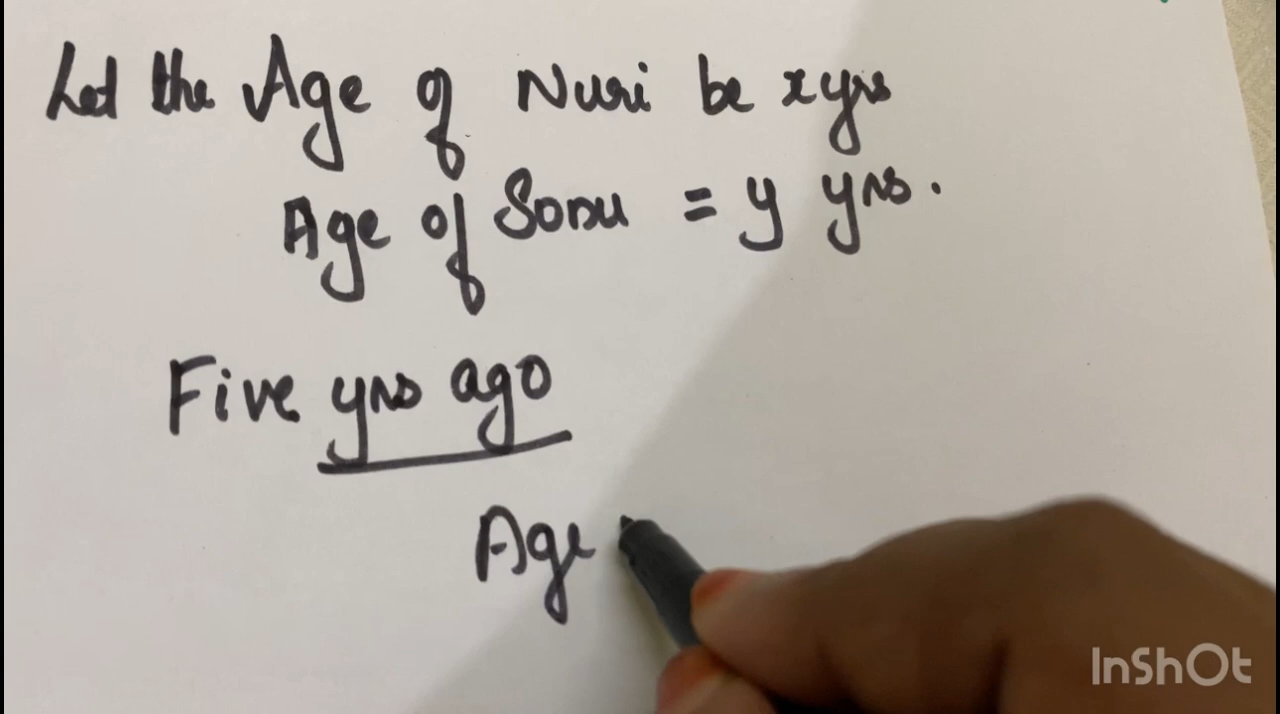 Let the Age of Nuri be x yrs
Age of Sonu = y yrs.
Five yrs ago
Age
InShOt